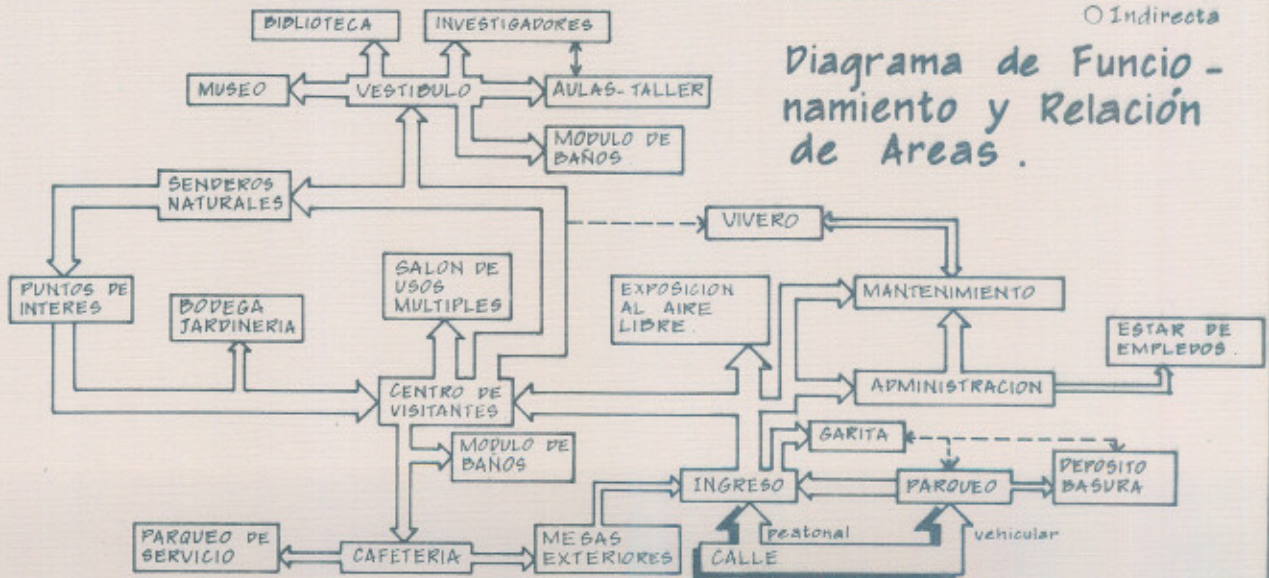 ○ Indirecta
Diagrama de Funcio-
namiento y Relación
de Areas.
BIBLIOTECA
INVESTIGADORES
MUSEO
VESTIBULO
AULAS-TALLER
MODULO DE
BAÑOS.
SENDEROS
NATURALES
VIVERO
PUNTOS DE
INTERES
BODEGA
JARDINERIA
SALON DE
USOS
MULTIPLES
EXPOSICION
AL AIRE
LIBRE.
MANTENIMIENTO
ESTAR DE
EMPLEDOS.
CENTRO DE
VISITANTES
ADMINISTRACION
GARITA
MODULO DE
BAÑOS
INGRESO
PARQUEO
DEPOSITO
BASURA
PARQUEO DE
SERVICIO
CAFETERIA
MESAS
EXTERIORES
peatonal
vehicular
CALLE